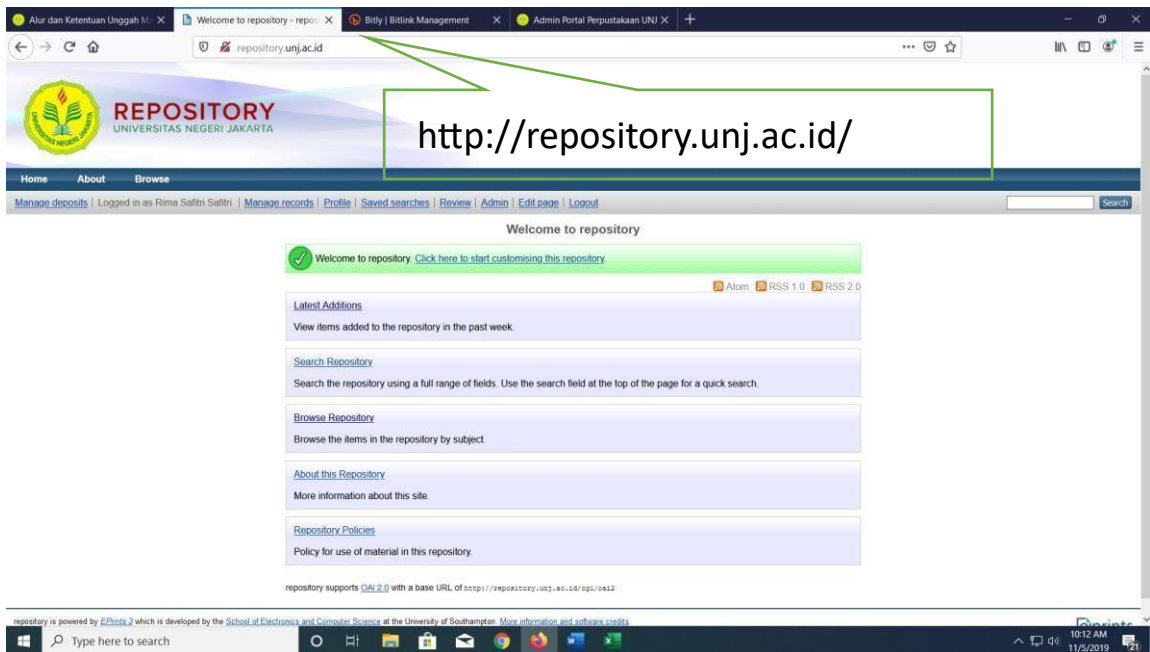 Alur dan Ketentuan Unggah M
Welcome to repository - repos
Bitly | Bitlink Management
Admin Portal Perpustakaan UNJ
repository.unj.ac.id
http://repository.unj.ac.id/
REPOSITORY
UNIVERSITAS NEGERI JAKARTA
Home About Browse
Manage deposits | Logged in as Rima Safitri Safitri | Manage records | Profile | Saved searches | Review | Admin | Edit page | Logout
Search
Welcome to repository
Welcome to repository. Click here to start customising this repository.
Atom RSS 1.0 RSS 2.0
Latest Additions
View items added to the repository in the past week.
Search Repository
Search the repository using a full range of fields. Use the search field at the top of the page for a quick search.
Browse Repository
Browse the items in the repository by subject.
About this Repository
More information about this site.
Repository Policies
Policy for use of material in this repository.
repository supports OAI 2.0 with a base URL of http://repository.unj.ac.id/cgi/oai2
repository is powered by EPrints 3 which is developed by the School of Electronics and Computer Science at the University of Southampton. More information and software credits
Type here to search
10:12 AM
11/5/2019
21